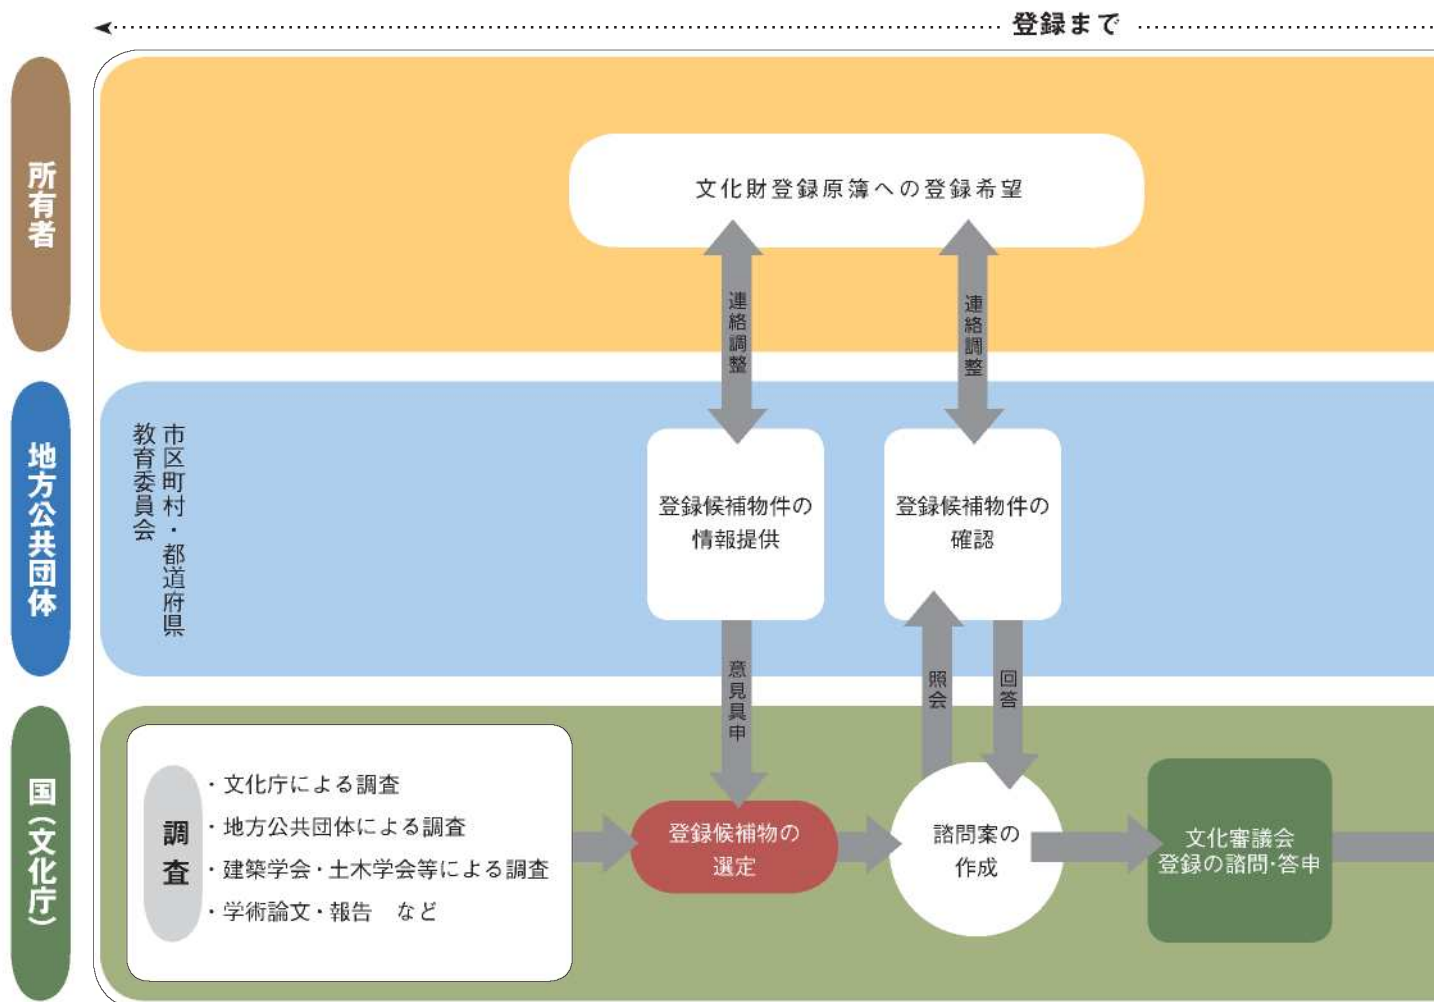 登録まで
所有者
文化財登録原簿への登録希望
連絡調整
連絡調整
地方公共団体
市区町村・都道府県
教育委員会
登録候補物件の
情報提供
登録候補物件の
確認
意見具申
照会
回答
国(文化庁)
調査
・文化庁による調査
・地方公共団体による調査
・建築学会・土木学会等による調査
・学術論文・報告 など
登録候補物の
選定
諮問案の
作成
文化審議会
登録の諮問・答申